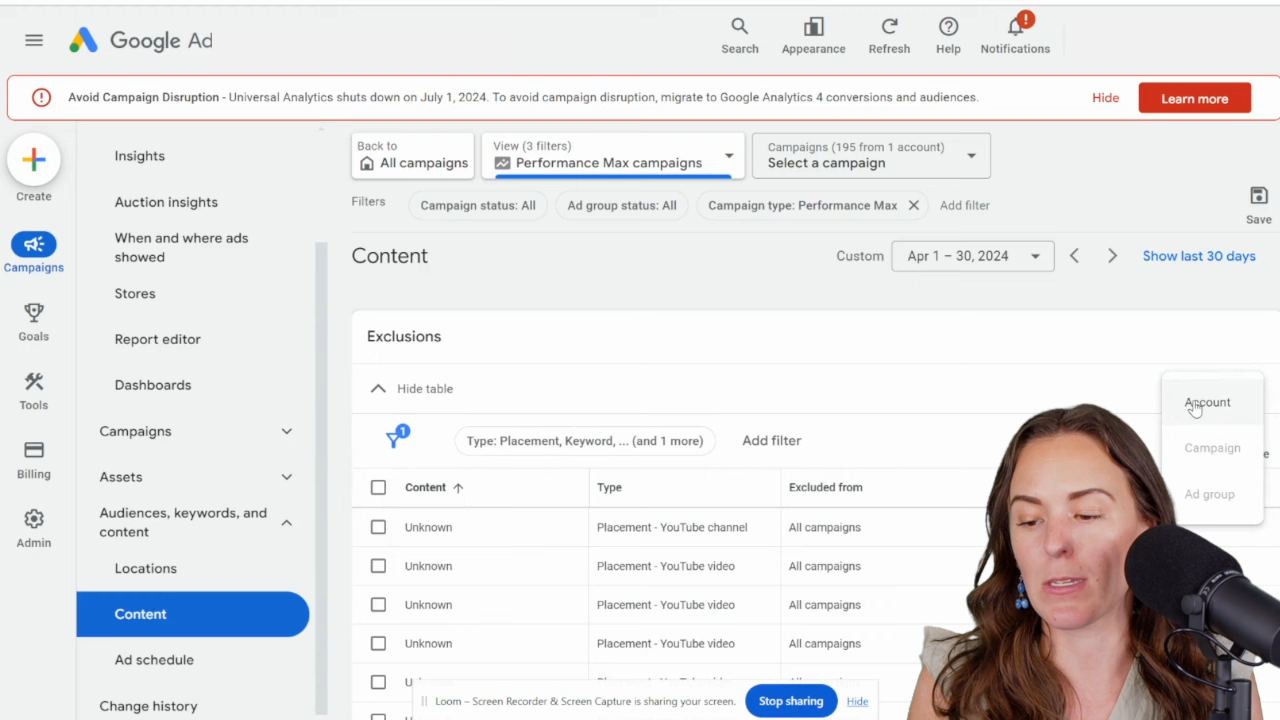 Google Ad
Search
Appearance
Refresh
Help
Notifications
Avoid Campaign Disruption - Universal Analytics shuts down on July 1, 2024. To avoid campaign disruption, migrate to Google Analytics 4 conversions and audiences.
Hide
Learn more
Create
Campaigns
Goals
Tools
Billing
Admin
Insights
Auction insights
When and where ads
showed
Stores
Report editor
Dashboards
Campaigns
Assets
Audiences, keywords, and
content
Locations
Content
Ad schedule
Change history
Back to
All campaigns
View (3 filters)
Performance Max campaigns
Campaigns (195 from 1 account)
Select a campaign
Filters
Campaign status: All
Ad group status: All
Campaign type: Performance Max
Add filter
Save
Content
Custom
Apr 1 – 30, 2024
Show last 30 days
Exclusions
Hide table
Account
Campaign
Ad group
1
Type: Placement, Keyword, ... (and 1 more)
Add filter
Content
Type
Excluded from
Unknown
Placement - YouTube channel
All campaigns
Unknown
Placement - YouTube video
All campaigns
Unknown
Placement - YouTube video
All campaigns
Unknown
Placement - YouTube video
All campaigns
Loom – Screen Recorder & Screen Capture is sharing your screen.
Stop sharing
Hide